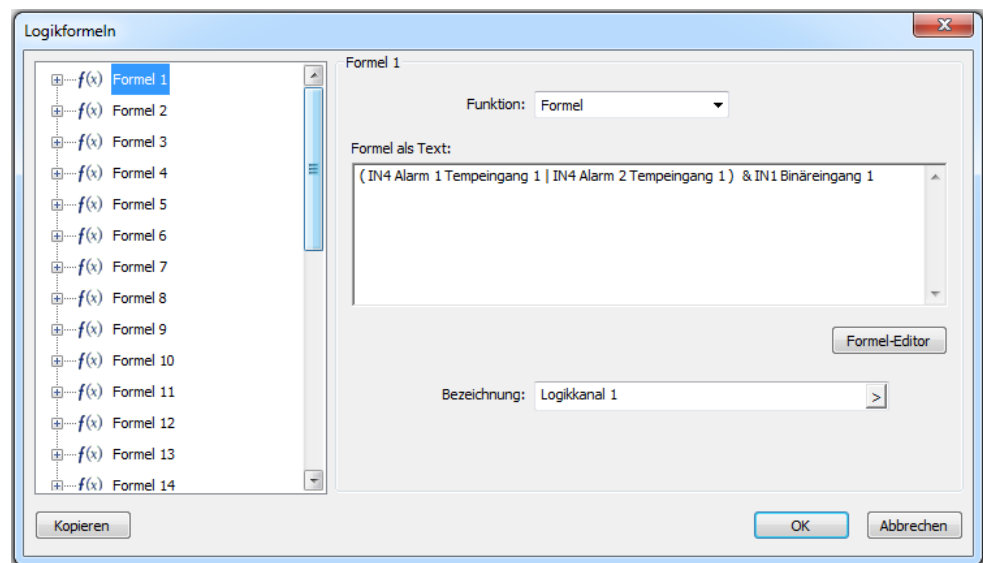 Logikformeln
f(x) Formel 1
f(x) Formel 2
f(x) Formel 3
f(x) Formel 4
f(x) Formel 5
f(x) Formel 6
f(x) Formel 7
f(x) Formel 8
f(x) Formel 9
f(x) Formel 10
f(x) Formel 11
f(x) Formel 12
f(x) Formel 13
f(x) Formel 14
Formel 1
Funktion: Formel
Formel als Text:
( IN4 Alarm 1 Tempeingang 1 | IN4 Alarm 2 Tempeingang 1 ) & IN1 Binäreingang 1
Formel-Editor
Bezeichnung: Logikkanal 1 >
Kopieren
OK
Abbrechen